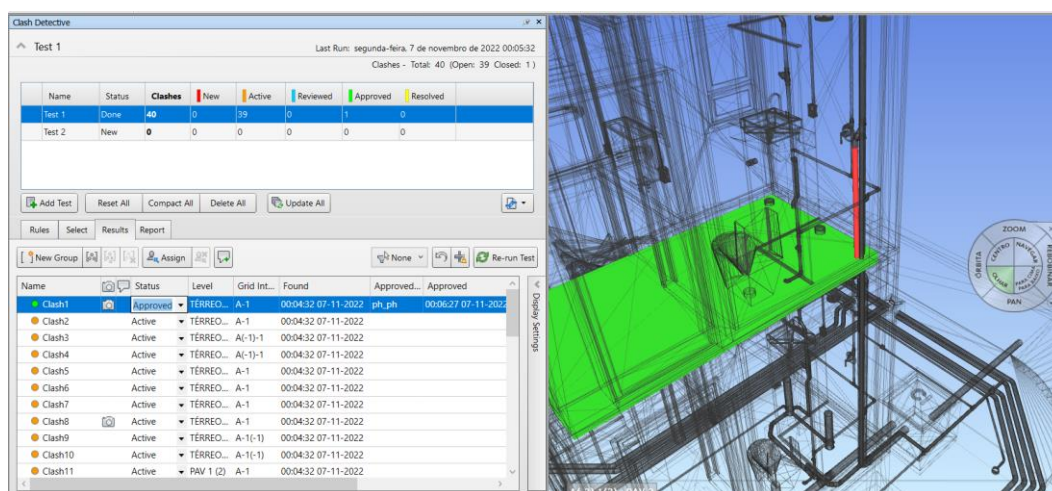 Clash Detective
Test 1
Last Run: segunda-feira, 7 de novembro de 2022 00:05:32
Clashes - Total: 40 (Open: 39 Closed: 1)
Name Status Clashes New Active Reviewed Approved Resolved
Test 1 Done 40 0 39 0 1 0
Test 2 New 0 0 0 0 0 0
Add Test Reset All Compact All Delete All Update All
Rules Select Results Report
New Group Assign None Re-run Test
Name Status Level Grid Int... Found Approved... Approved
Clash1 Approved TÉRREO... A-1 00:04:32 07-11-2022 ph_ph 00:06:27 07-11-2022
Clash2 Active TÉRREO... A-1 00:04:32 07-11-2022
Clash3 Active TÉRREO... A(-1)-1 00:04:32 07-11-2022
Clash4 Active TÉRREO... A(-1)-1 00:04:32 07-11-2022
Clash5 Active TÉRREO... A-1 00:04:32 07-11-2022
Clash6 Active TÉRREO... A-1 00:04:32 07-11-2022
Clash7 Active TÉRREO... A-1 00:04:32 07-11-2022
Clash8 Active TÉRREO... A-1 00:04:32 07-11-2022
Clash9 Active TÉRREO... A-1(-1) 00:04:32 07-11-2022
Clash10 Active TÉRREO... A-1(-1) 00:04:32 07-11-2022
Clash11 Active PAV 1 (2) A-1 00:04:32 07-11-2022
Display Settings
ZOOM
ÓRBITA
CENTRO
NAVEGAR
OLHAR
PAN